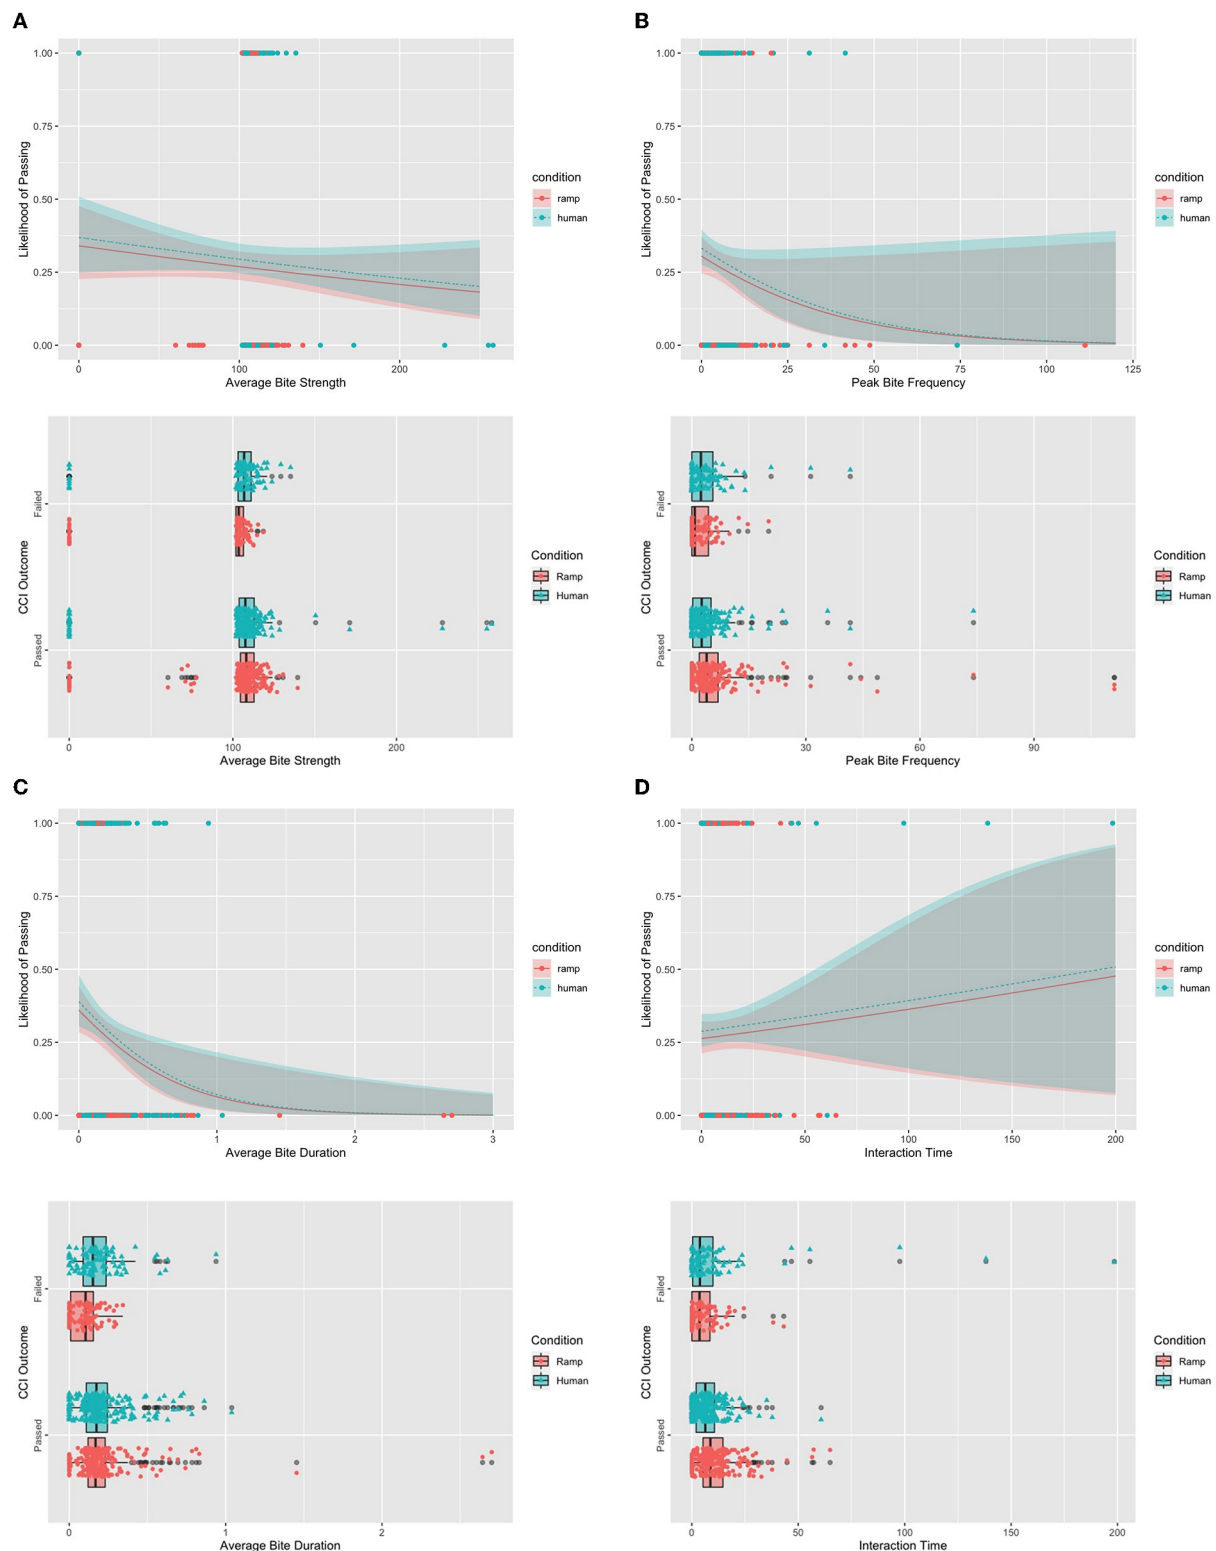 A
1.00
0.75
0.50
0.25
0.00
Likelihood of Passing
0
100
200
Average Bite Strength
condition
ramp
human
B
1.00
0.75
0.50
0.25
0.00
Likelihood of Passing
0
25
50
75
100
125
Peak Bite Frequency
condition
ramp
human
Failed
Passed
CCI Outcome
0
100
200
Average Bite Strength
Condition
Ramp
Human
Failed
Passed
CCI Outcome
0
30
60
90
Peak Bite Frequency
Condition
Ramp
Human
C
1.00
0.75
0.50
0.25
0.00
Likelihood of Passing
0
1
2
3
Average Bite Duration
condition
ramp
human
D
1.00
0.75
0.50
0.25
0.00
Likelihood of Passing
0
50
100
150
200
Interaction Time
condition
ramp
human
Failed
Passed
CCI Outcome
0
1
2
Average Bite Duration
Condition
Ramp
Human
Failed
Passed
CCI Outcome
0
50
100
150
200
Interaction Time
Condition
Ramp
Human